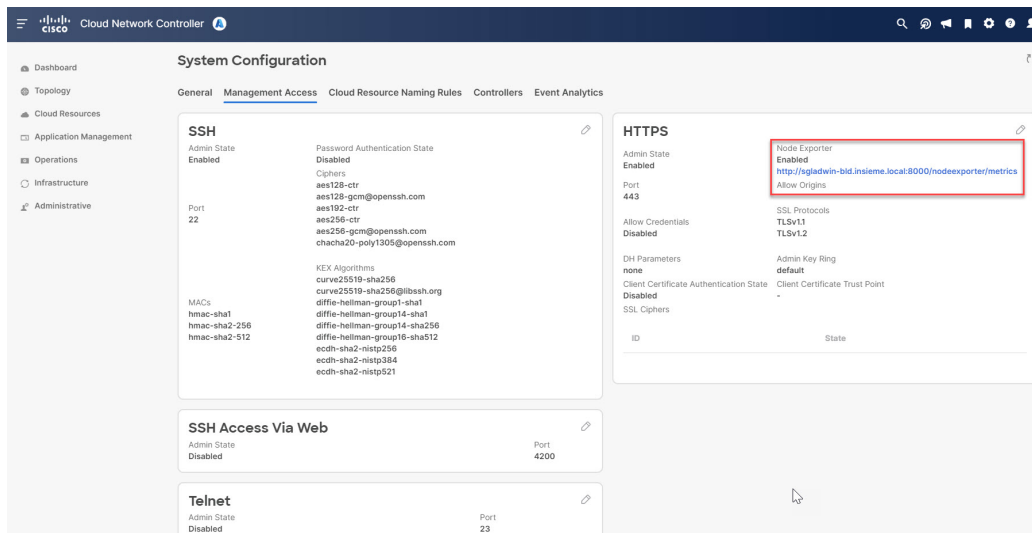 CISCO Cloud Network Controller
Dashboard
Topology
Cloud Resources
Application Management
Operations
Infrastructure
Administrative
System Configuration
General Management Access Cloud Resource Naming Rules Controllers Event Analytics
SSH
Admin State
Enabled
Password Authentication State
Disabled
Ciphers
aes128-ctr
aes128-gcm@openssh.com
aes192-ctr
aes256-ctr
aes256-gcm@openssh.com
chacha20-poly1305@openssh.com
Port
22
KEX Algorithms
curve25519-sha256
curve25519-sha256@libssh.org
diffie-hellman-group1-sha1
diffie-hellman-group14-sha1
diffie-hellman-group14-sha256
diffie-hellman-group16-sha512
ecdh-sha2-nistp256
ecdh-sha2-nistp384
ecdh-sha2-nistp521
MACs
hmac-sha1
hmac-sha2-256
hmac-sha2-512
SSH Access Via Web
Admin State
Disabled
Port
4200
Telnet
Admin State
Disabled
Port
23
HTTPS
Admin State
Enabled
Node Exporter
Enabled
http://sgladwin-bld.insieme.local:8000/nodeexporter/metrics
Port
443
Allow Origins
Allow Credentials
Disabled
SSL Protocols
TLSv1.1
TLSv1.2
DH Parameters
none
Admin Key Ring
default
Client Certificate Authentication State
Disabled
Client Certificate Trust Point
-
SSL Ciphers
ID State